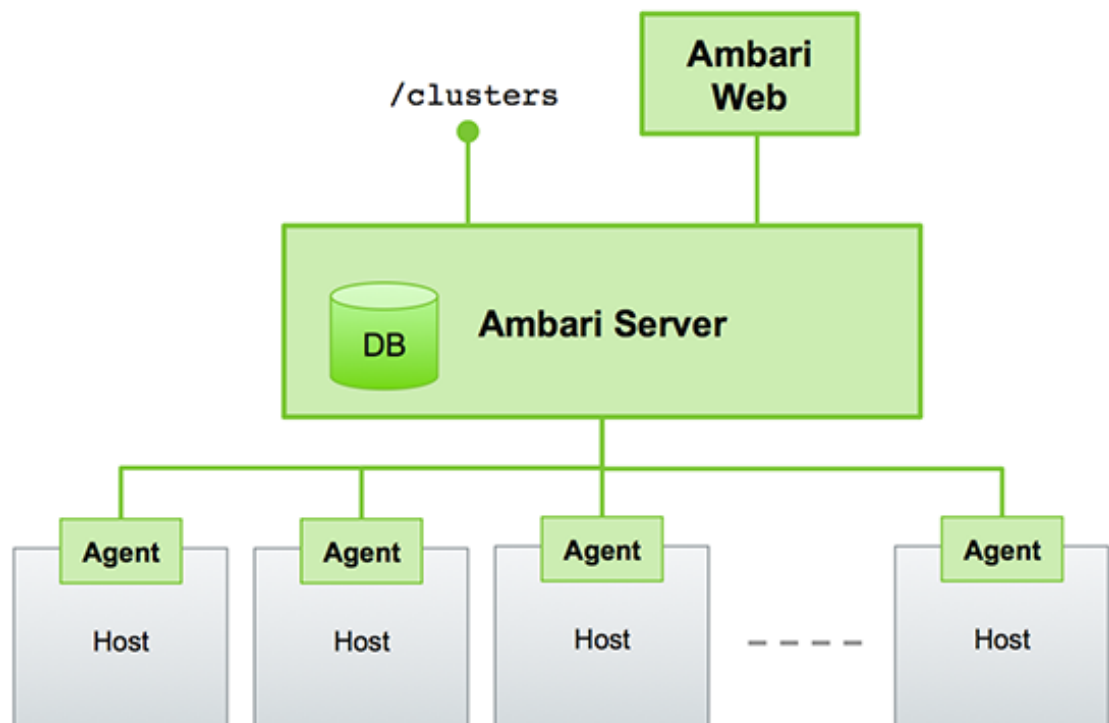 Ambari
Web
/clusters
DB
Ambari Server
Agent
Agent
Agent
Agent
Host
Host
Host
Host